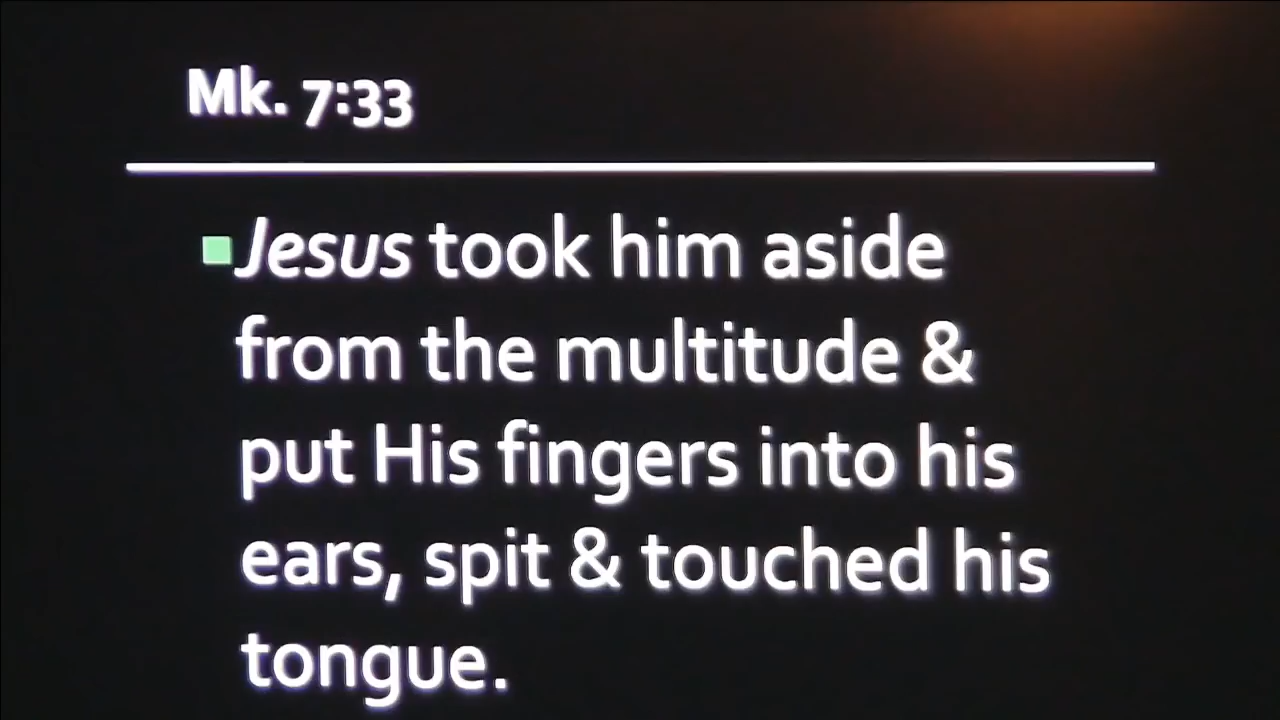 Mk. 7:33
Jesus took him aside
from the multitude &
put His fingers into his
ears, spit & touched his
tongue.